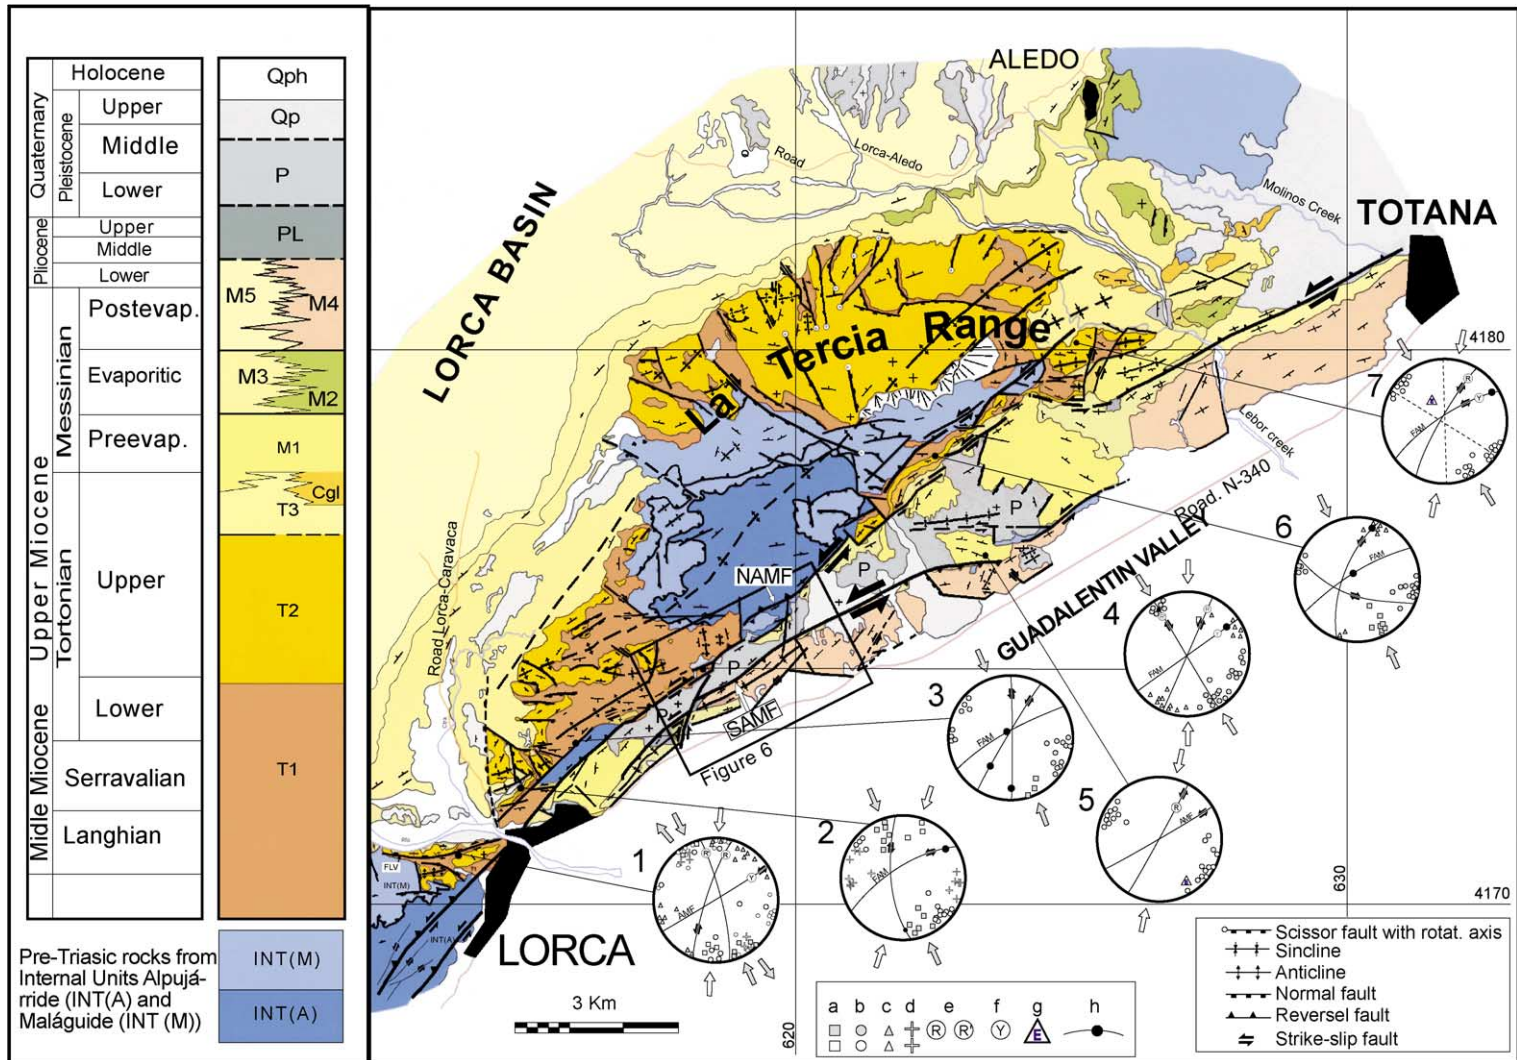 Quaternary
Pleistocene
Holocene
Upper
Middle
Lower
Qph
Qp
P
Pliocene
Upper
Middle
Lower
PL
Upper Miocene
Messinian
Postevap.
Evaporitic
Preevap.
M5
M4
M3
M2
M1
Tortonian
Upper
Lower
Cgl
T3
T2
T1
Midle Miocene
Serravalian
Langhian
Pre-Triasic rocks from
Internal Units Alpujá-
rride (INT(A) and
Maláguide (INT (M))
INT(M)
INT(A)
ALEDO
Road
Lorca-Aledo
Molinos Creek
TOTANA
LORCA BASIN
La Tercia Range
4180
Lebor creek
Road. N-340
GUADALENTIN VALLEY
Road Lorca-Caravaca
P
P
NAMF
P
P
SAMF
Figure 6
FLV
INT(M)
INT(A)
LORCA
3 Km
620
630
4170
1
R'
R
Y
AMF
2
FAM
3
FAM
4
FAM
5
R
AMF
E
6
FAM
7
R
Y
E
FAM
a b c d e f g h
R R' Y E
Scissor fault with rotat. axis
Sincline
Anticline
Normal fault
Reversel fault
Strike-slip fault